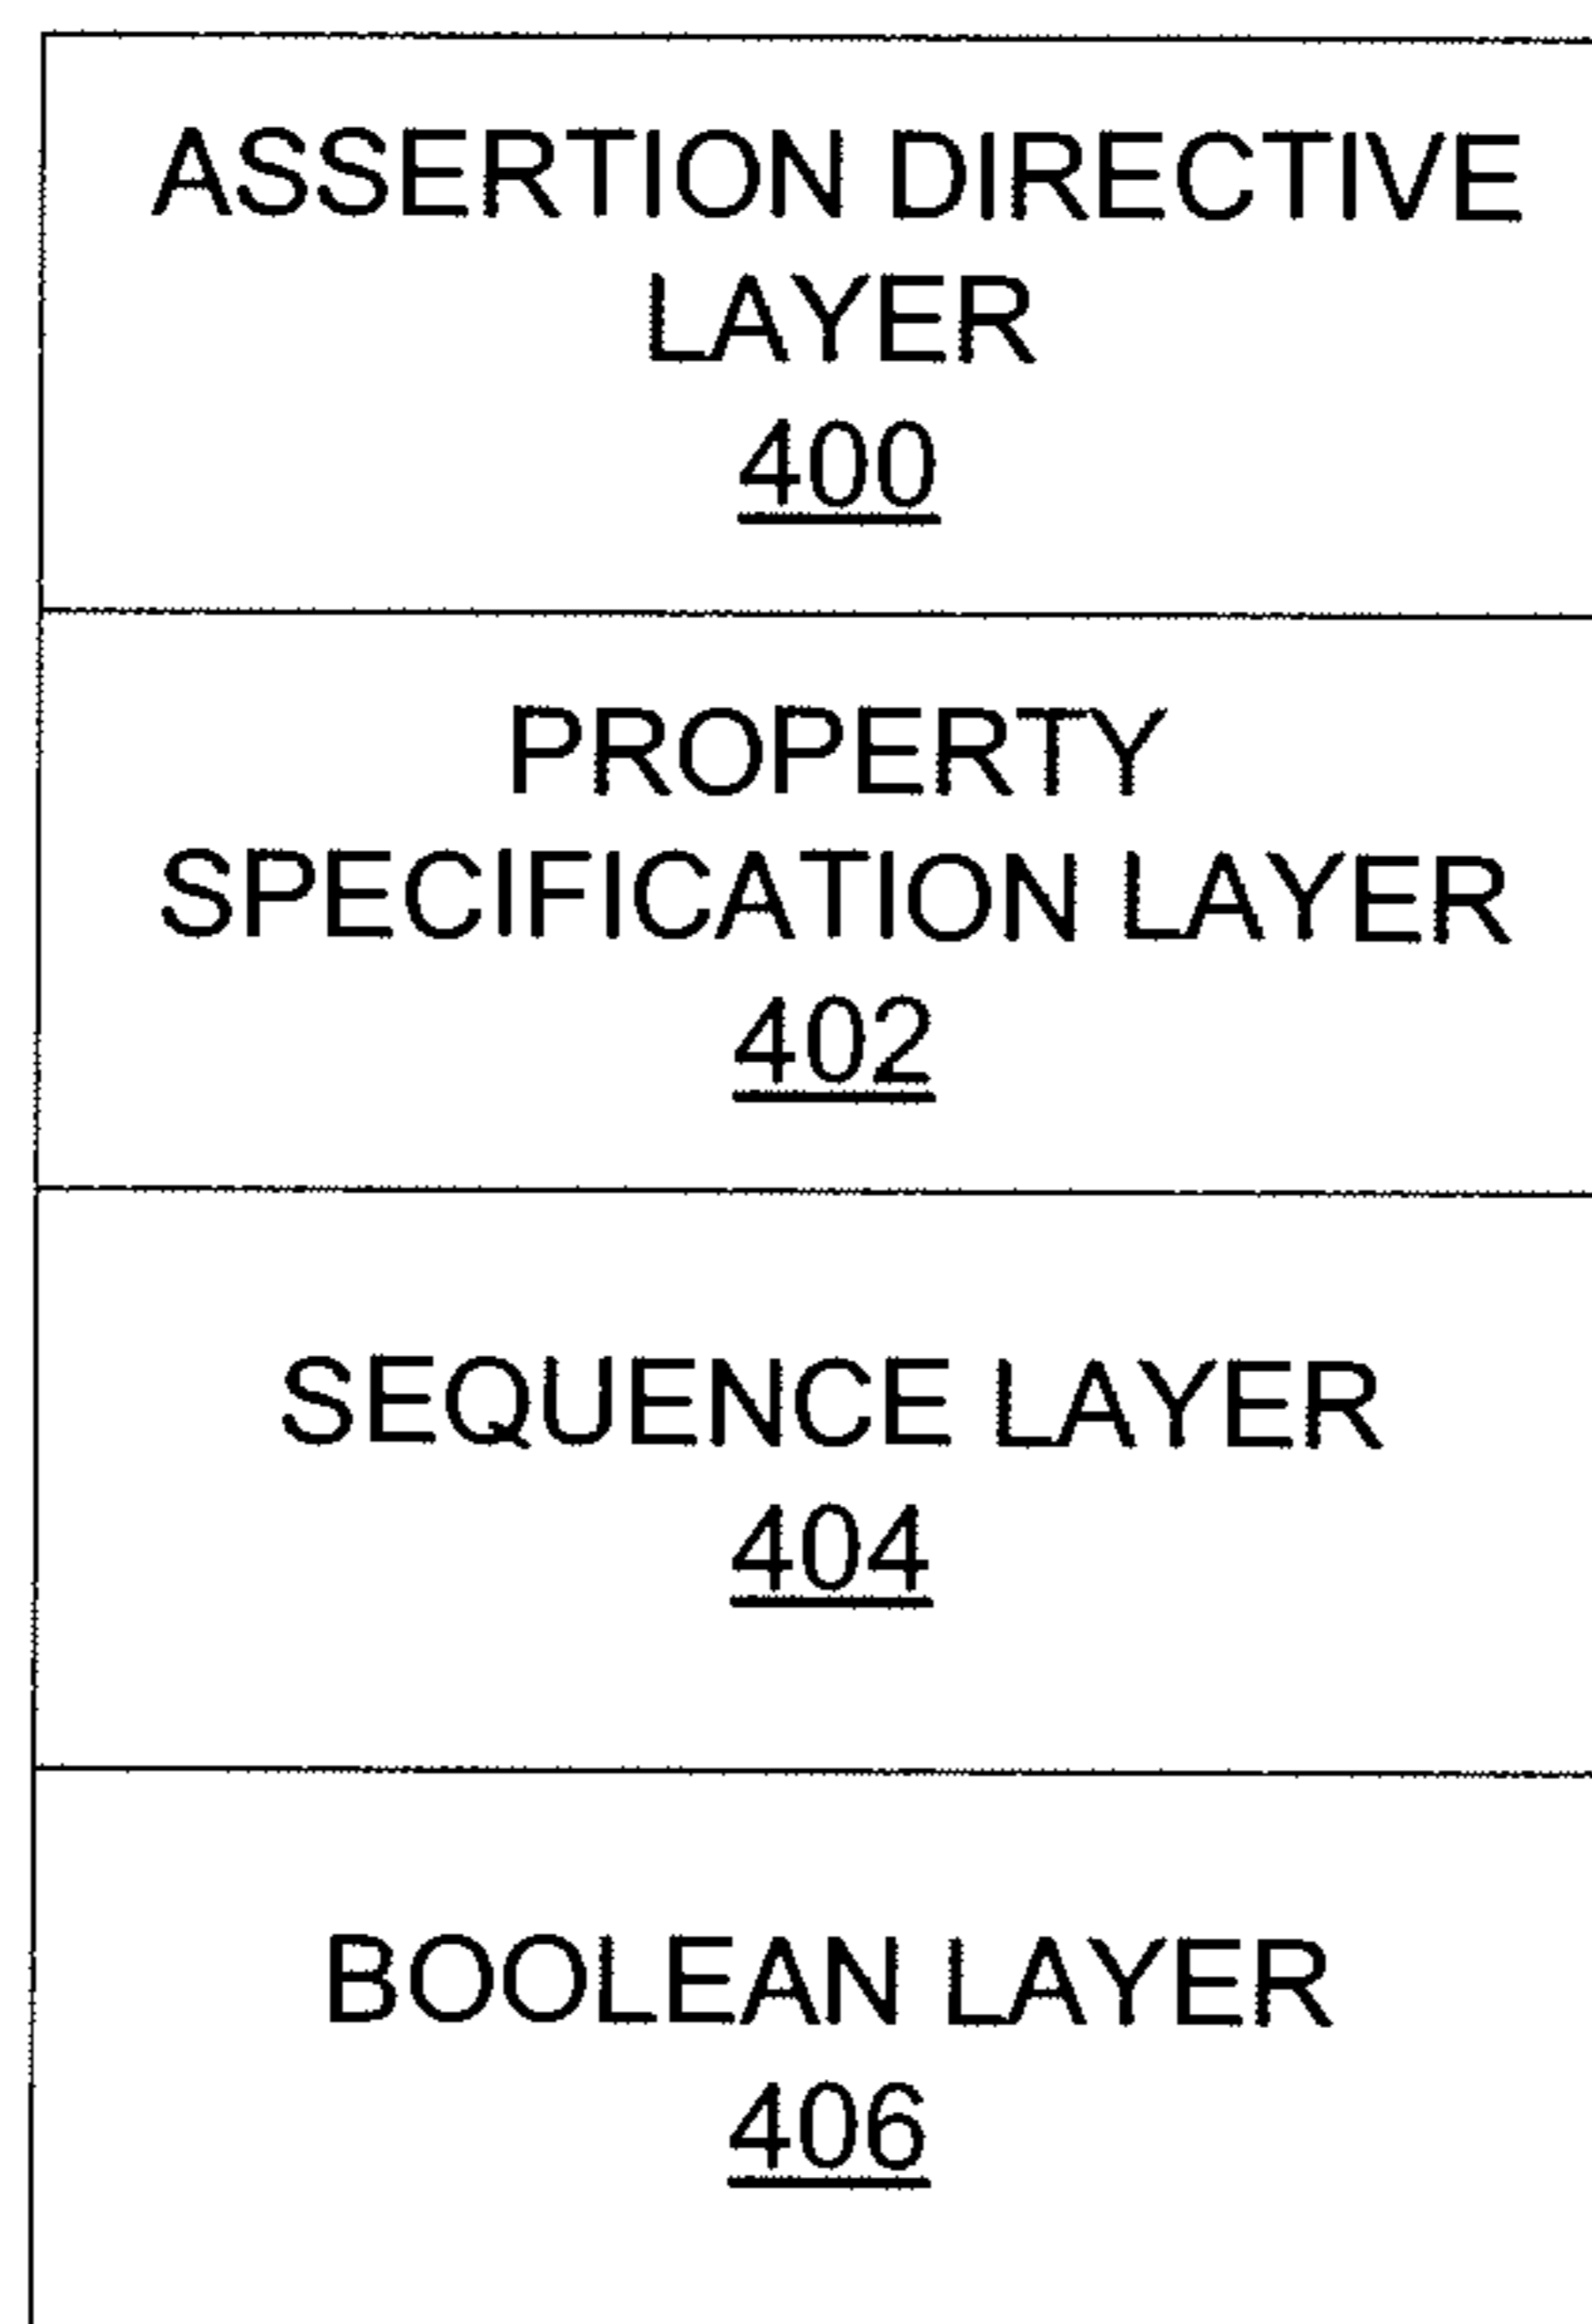 ASSERTION DIRECTIVE
LAYER
400
PROPERTY
SPECIFICATION LAYER
402
SEQUENCE LAYER
404
BOOLEAN LAYER
406